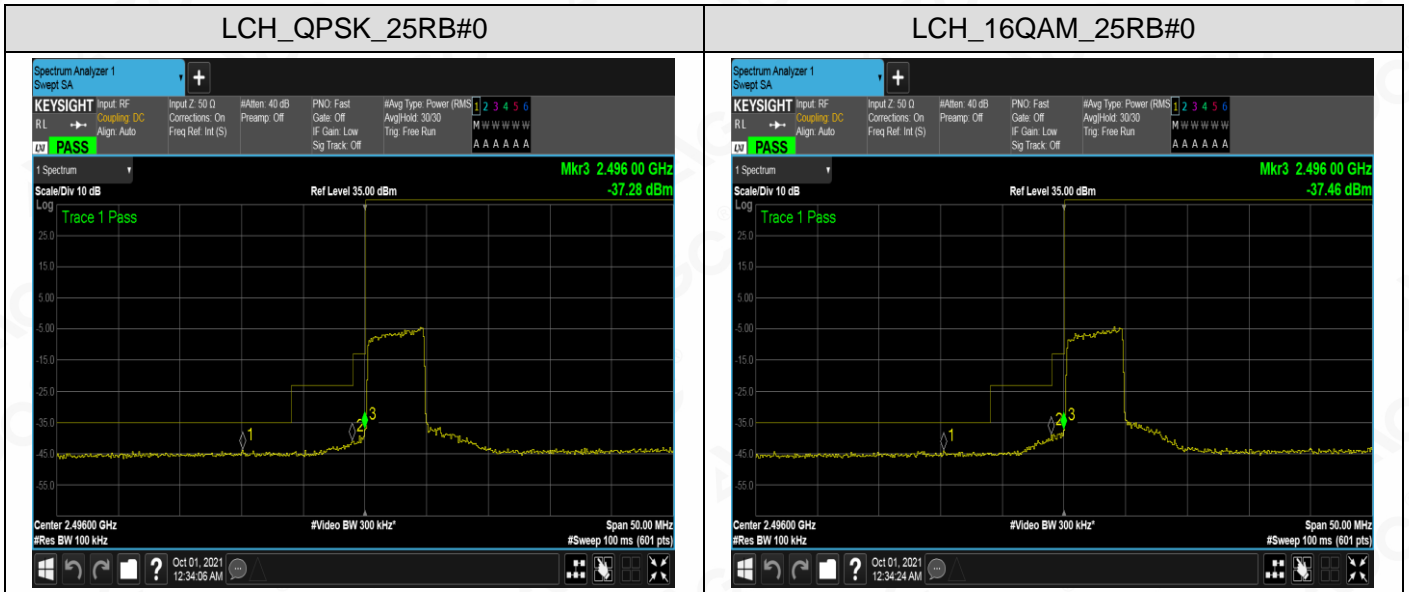 LCH_QPSK_25RB#0
LCH_16QAM_25RB#0
Spectrum Analyzer 1
Swept SA
+
KEYSIGHT Input: RF
RL
Coupling: DC
Align: Auto
Input Z: 50 Ω
Corrections: On
Freq Ref: Int (S)
#Atten: 40 dB
Preamp: Off
PNO: Fast
Gate: Off
IF Gain: Low
Sig Track: Off
#Avg Type: Power (RMS
Avg|Hold: 30/30
Trig: Free Run
1 2 3 4 5 6
M W W W W W
A A A A A A
LXI PASS
1 Spectrum
Mkr3 2.496 00 GHz
Scale/Div 10 dB
Ref Level 35.00 dBm
-37.28 dBm
Log
Trace 1 Pass
25.0
15.0
5.00
-5.00
-15.0
-25.0
-35.0
-45.0
-55.0
1
2
3
Center 2.49600 GHz
#Video BW 300 kHz*
Span 50.00 MHz
#Res BW 100 kHz
#Sweep 100 ms (601 pts)
?
Oct 01, 2021
12:34:06 AM
Spectrum Analyzer 1
Swept SA
+
KEYSIGHT Input: RF
RL
Coupling: DC
Align: Auto
Input Z: 50 Ω
Corrections: On
Freq Ref: Int (S)
#Atten: 40 dB
Preamp: Off
PNO: Fast
Gate: Off
IF Gain: Low
Sig Track: Off
#Avg Type: Power (RMS
Avg|Hold: 30/30
Trig: Free Run
1 2 3 4 5 6
M W W W W W
A A A A A A
LXI PASS
1 Spectrum
Mkr3 2.496 00 GHz
Scale/Div 10 dB
Ref Level 35.00 dBm
-37.46 dBm
Log
Trace 1 Pass
25.0
15.0
5.00
-5.00
-15.0
-25.0
-35.0
-45.0
-55.0
1
2
3
Center 2.49600 GHz
#Video BW 300 kHz*
Span 50.00 MHz
#Res BW 100 kHz
#Sweep 100 ms (601 pts)
?
Oct 01, 2021
12:34:24 AM